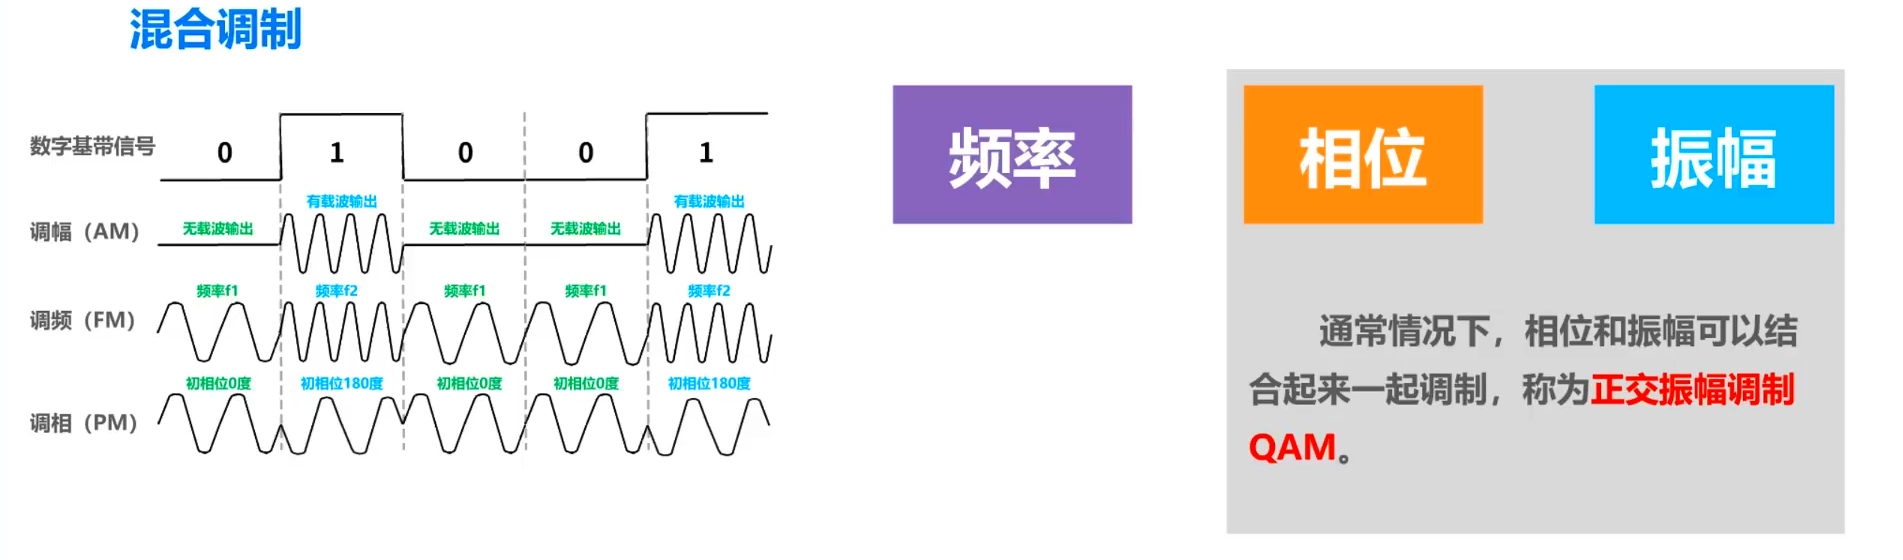 混合调制
数字基带信号
0 1 0 0 1
调幅（AM）
无载波输出 有载波输出 无载波输出 无载波输出 有载波输出
调频（FM）
频率f1 频率f2 频率f1 频率f1 频率f2
调相（PM）
初相位0度 初相位180度 初相位0度 初相位0度 初相位180度
频率
相位
振幅
通常情况下，相位和振幅可以结
合起来一起调制，称为正交振幅调制
QAM。